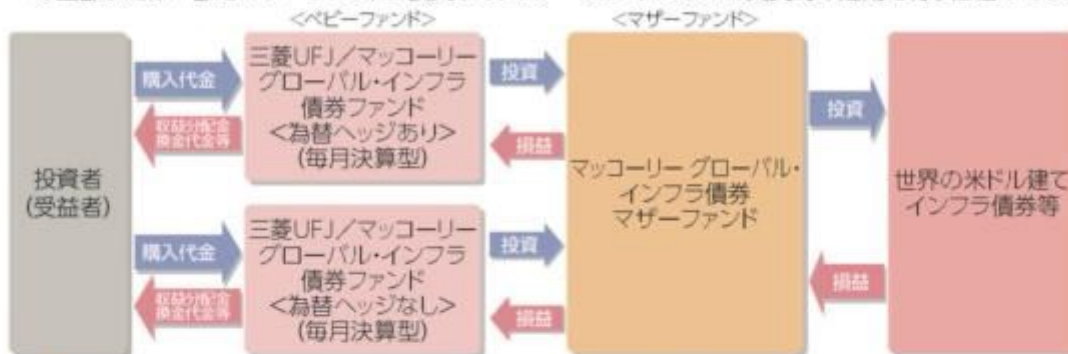 <ベビーファンド>
<マザーファンド>
投資者
(受益者)
購入代金
収益分配金
換金代金等
三菱UFJ/マッコーリー
グローバル・インフラ
債券ファンド
<為替ヘッジあり>
(毎月決算型)
投資
損益
購入代金
収益分配金
換金代金等
三菱UFJ/マッコーリー
グローバル・インフラ
債券ファンド
<為替ヘッジなし>
(毎月決算型)
投資
損益
マッコーリー グローバル・
インフラ債券
マザーファンド
投資
損益
世界の米ドル建て
インフラ債券等